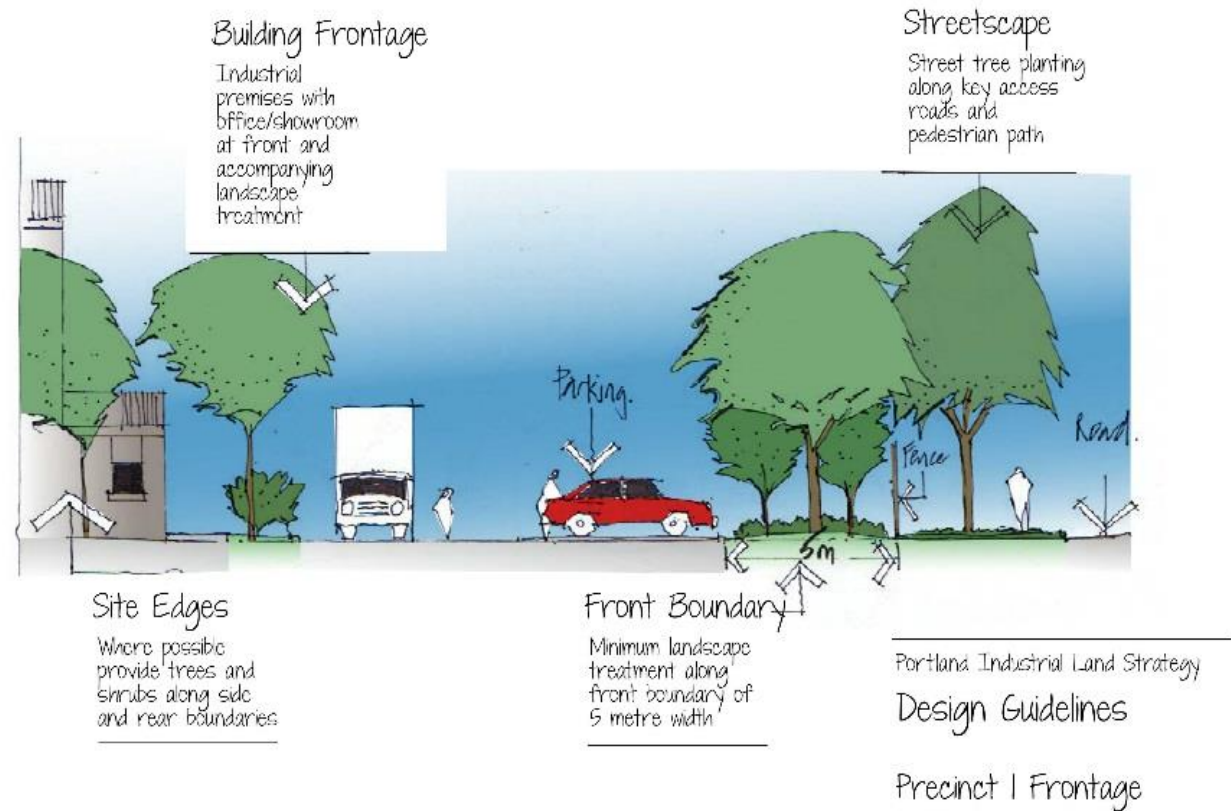 Building Frontage
Industrial
premises with
office/showroom
at front and
accompanying
landscape
treatment
Streetscape
Street tree planting
along key access
roads and
pedestrian path
Parking.
Fence
Road.
5m
Site Edges
Where possible
provide trees and
shrubs along side
and rear boundaries
Front Boundary
Minimum landscape
treatment along
front boundary of
5 metre width
Portland Industrial Land Strategy
Design Guidelines
Precinct 1 Frontage